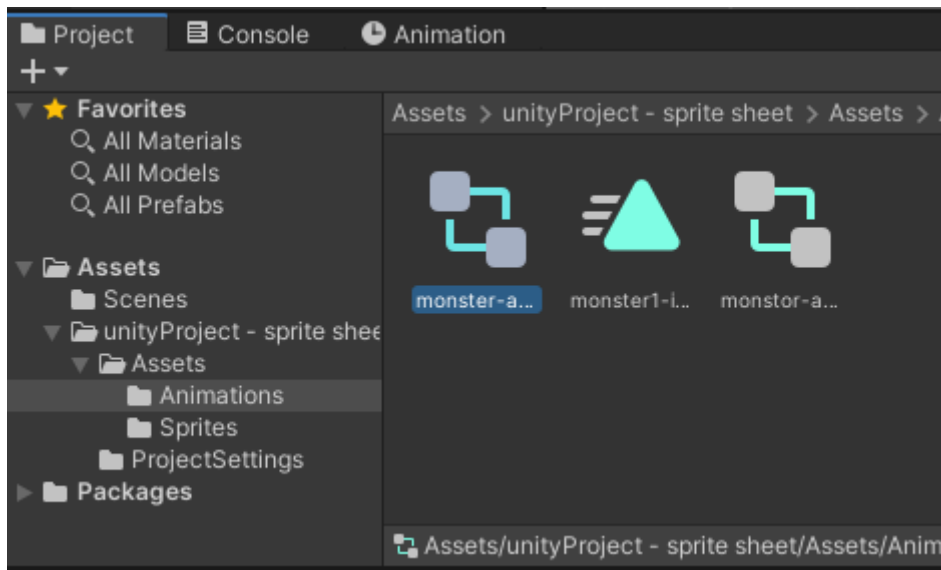 Project Console Animation
Favorites
All Materials
All Models
All Prefabs
Assets
Scenes
unityProject - sprite shee
Assets
Animations
Sprites
ProjectSettings
Packages
Assets > unityProject - sprite sheet > Assets >
monster-a... monster1-i... monstor-a...
Assets/unityProject - sprite sheet/Assets/Anim